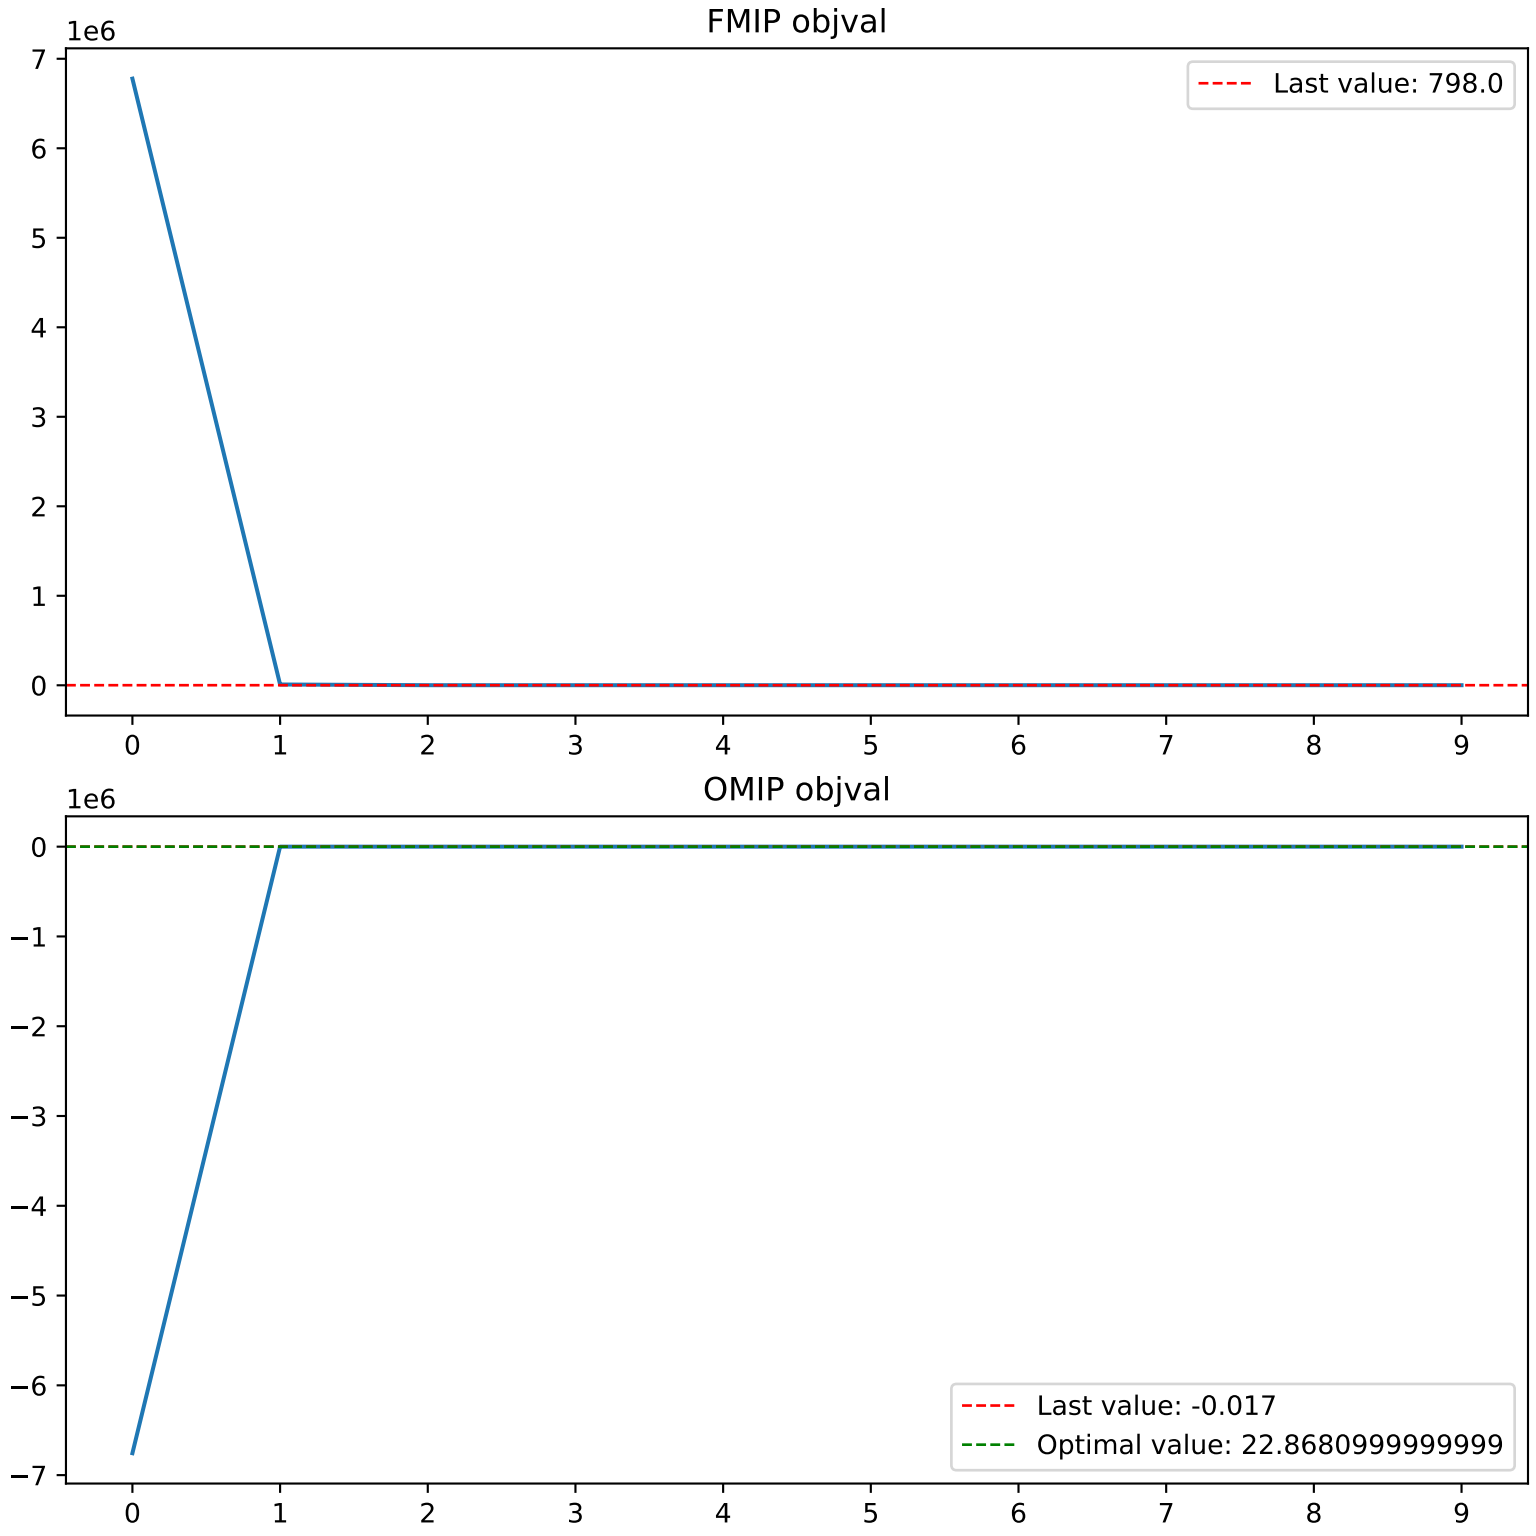 FMIP objval
1e6
7
6
5
4
3
2
1
0
Last value: 798.0
0 1 2 3 4 5 6 7 8 9
OMIP objval
1e6
0
−1
−2
−3
−4
−5
−6
−7
Last value: -0.017
Optimal value: 22.8680999999999
0 1 2 3 4 5 6 7 8 9